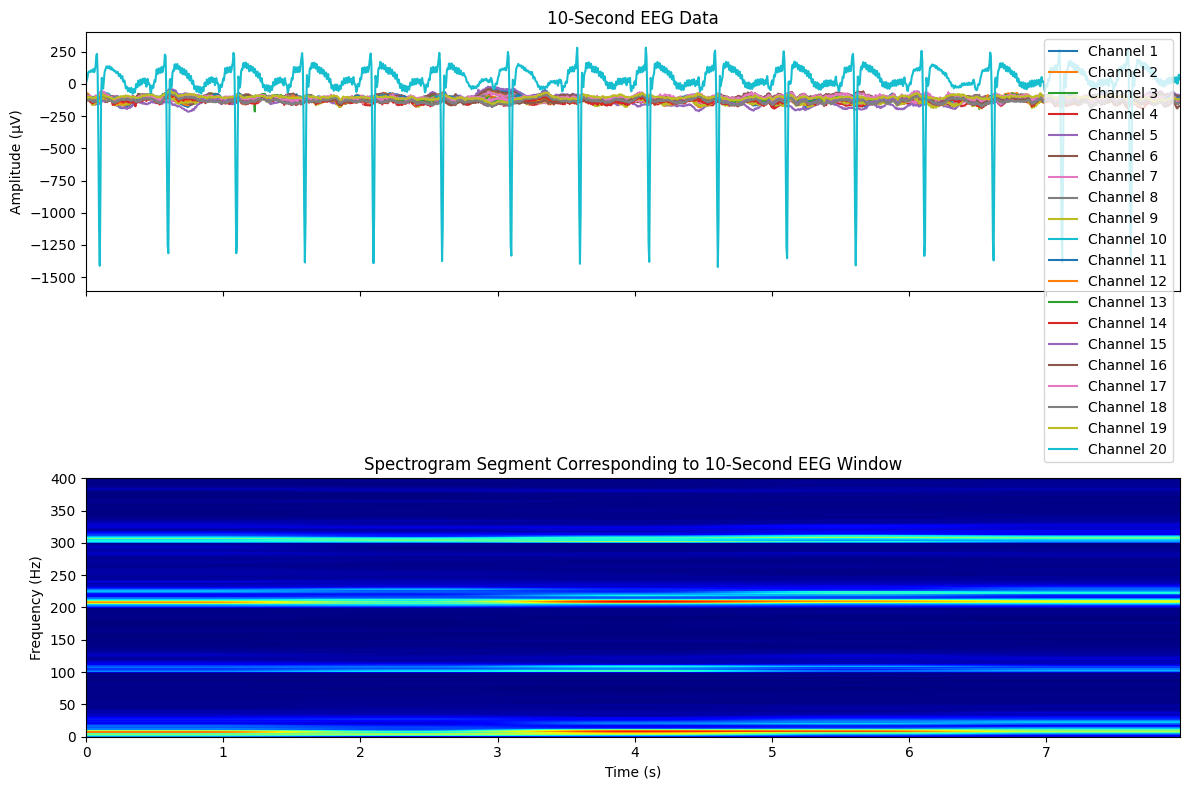 10-Second EEG Data
Amplitude (µV)
250
0
−250
−500
−750
−1000
−1250
−1500
Channel 1
Channel 2
Channel 3
Channel 4
Channel 5
Channel 6
Channel 7
Channel 8
Channel 9
Channel 10
Channel 11
Channel 12
Channel 13
Channel 14
Channel 15
Channel 16
Channel 17
Channel 18
Channel 19
Channel 20
Spectrogram Segment Corresponding to 10-Second EEG Window
Frequency (Hz)
400
350
300
250
200
150
100
50
0
0 1 2 3 4 5 6 7
Time (s)